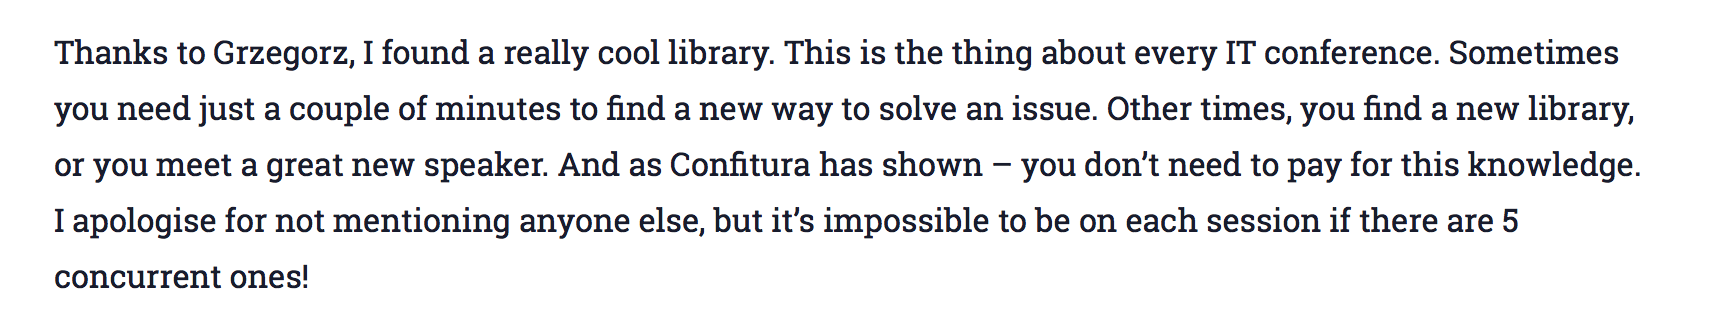 Thanks to Grzegorz, I found a really cool library. This is the thing about every IT conference. Sometimes
you need just a couple of minutes to find a new way to solve an issue. Other times, you find a new library,
or you meet a great new speaker. And as Confitura has shown – you don’t need to pay for this knowledge.
I apologise for not mentioning anyone else, but it’s impossible to be on each session if there are 5
concurrent ones!